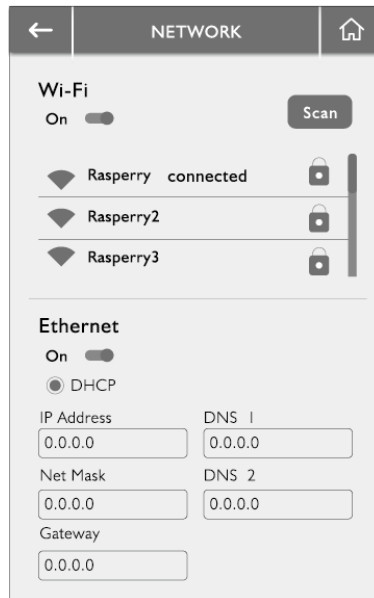 NETWORK
Wi-Fi
On
Scan
Rasperry connected
Rasperry2
Rasperry3
Ethernet
On
DHCP
IP Address DNS 1
0.0.0.0 0.0.0.0
Net Mask DNS 2
0.0.0.0 0.0.0.0
Gateway
0.0.0.0